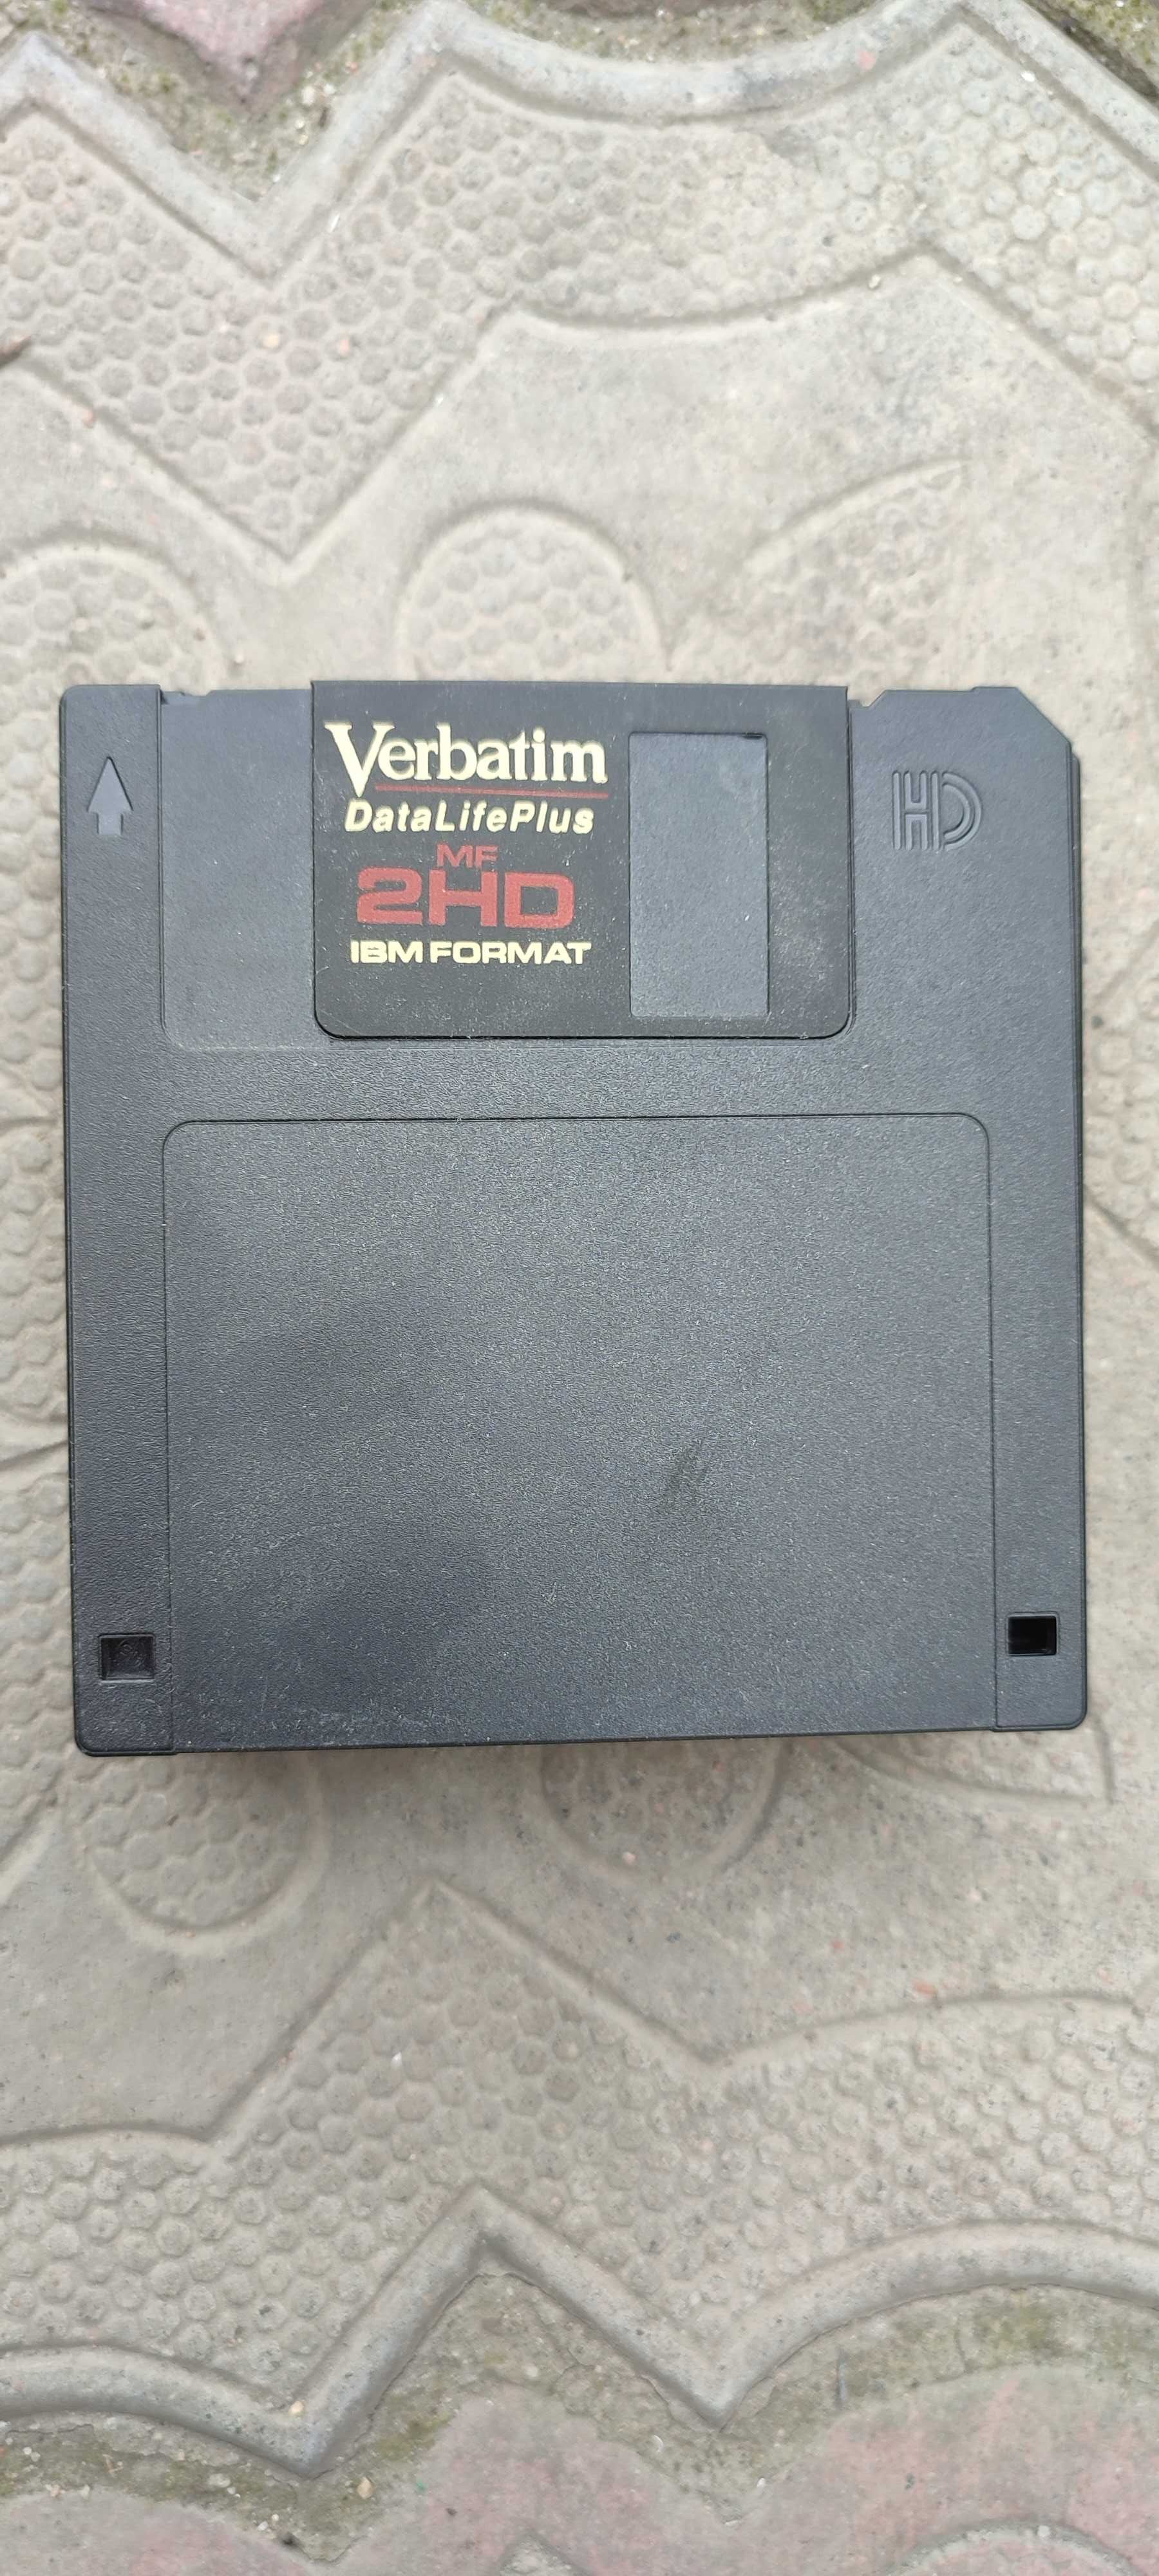 Verbatim
DataLifePlus
MF
2HD
IBM FORMAT
HD